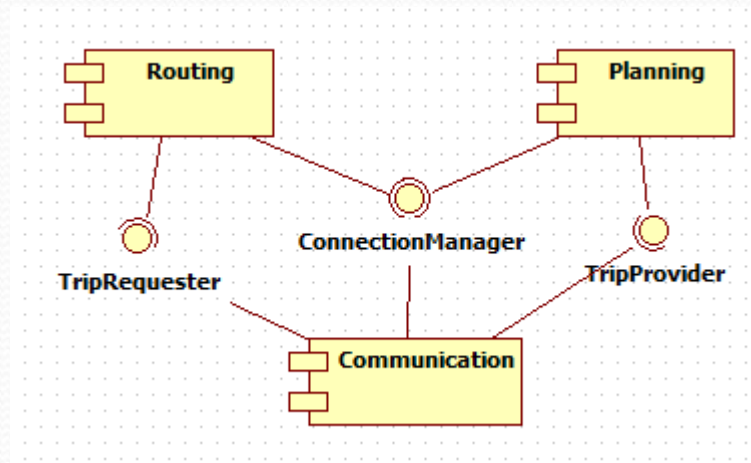 Routing
Planning
ConnectionManager
TripRequester
TripProvider
Communication